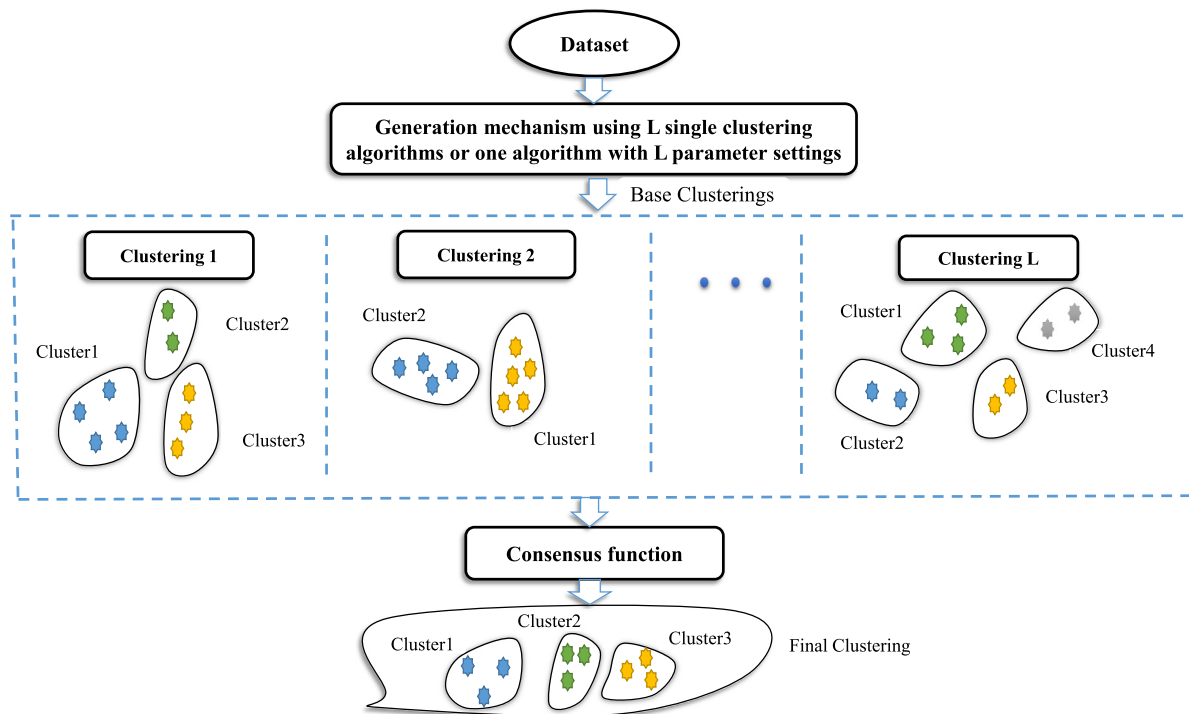 Dataset
Generation mechanism using L single clustering
algorithms or one algorithm with L parameter settings
Base Clusterings
Clustering 1
Cluster2
Cluster1
Cluster3
Clustering 2
Cluster2
Cluster1
Clustering L
Cluster1
Cluster4
Cluster3
Cluster2
Consensus function
Cluster2
Cluster1
Cluster3
Final Clustering